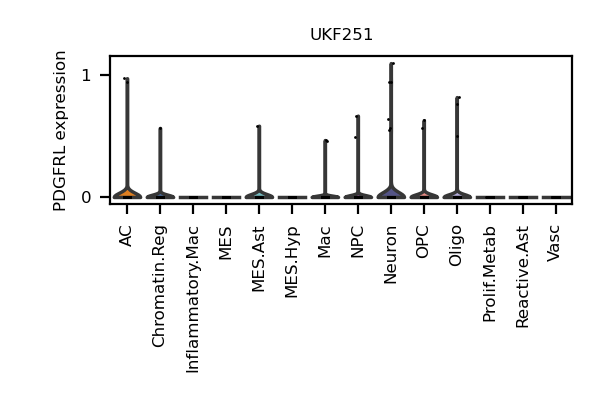 UKF251
PDGFRL expression
1
0
AC
Chromatin.Reg
Inflammatory.Mac
MES
MES.Ast
MES.Hyp
Mac
NPC
Neuron
OPC
Oligo
Prolif.Metab
Reactive.Ast
Vasc